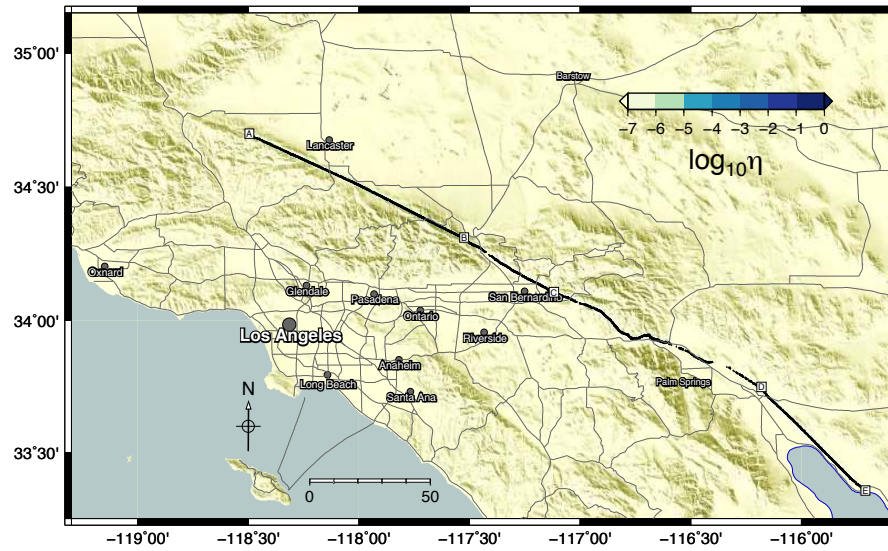 35˚00'
34˚30'
34˚00'
33˚30'
Barstow
−7 −6 −5 −4 −3 −2 −1 0
log10η
A
Lancaster
B
Oxnard
Glendale
Pasadena
San Bernardino
C
Ontario
Los Angeles
Riverside
Anaheim
Long Beach
Santa Ana
Palm Springs
D
N
E
0 50
−119˚00' −118˚30' −118˚00' −117˚30' −117˚00' −116˚30' −116˚00'